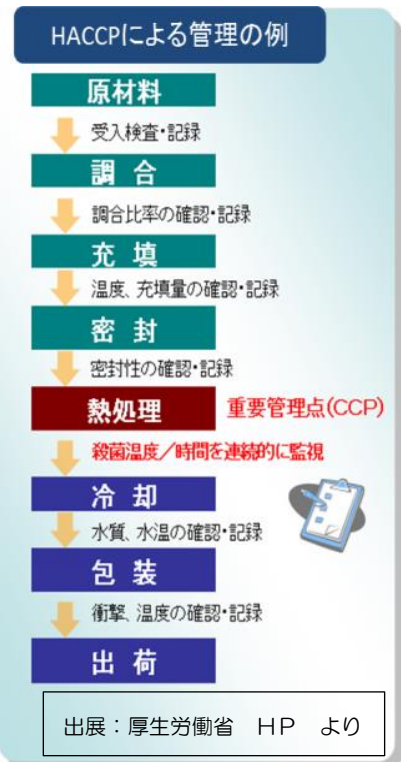 HACCPによる管理の例
原材料
受入検査・記録
調合
調合比率の確認・記録
充填
温度、充填量の確認・記録
密封
密封性の確認・記録
熱処理 重要管理点(CCP)
殺菌温度/時間を連続的に監視
冷却
水質、水温の確認・記録
包装
衝撃、温度の確認・記録
出荷
出展:厚生労働省 HP より